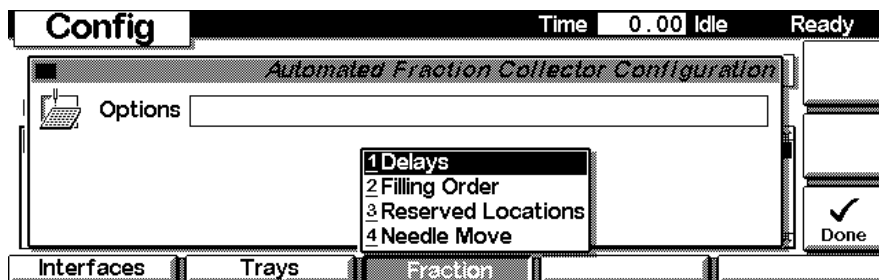 Config Time 0.00 Idle Ready
Automated Fraction Collector Configuration
Options
1 Delays
2 Filling Order
3 Reserved Locations
4 Needle Move
Done
Interfaces Trays Fraction